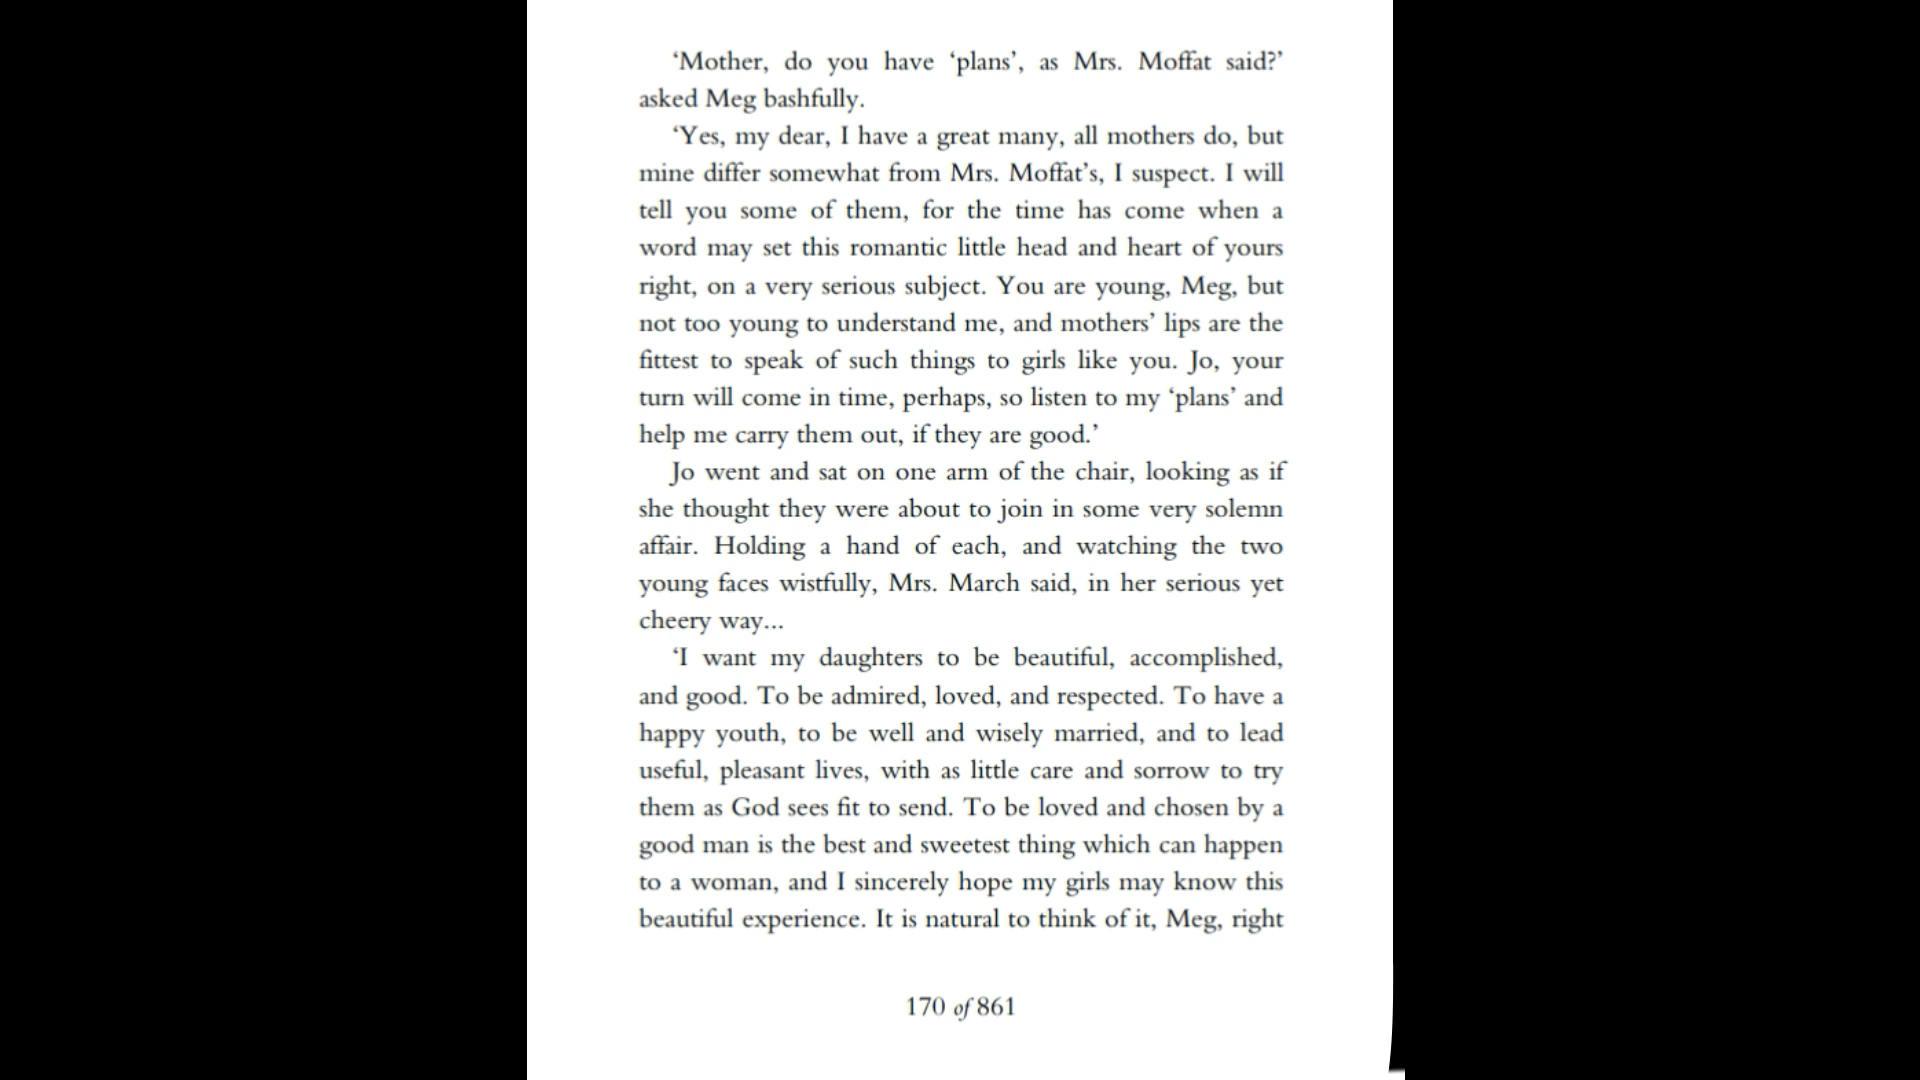 ‘Mother, do you have ‘plans’, as Mrs. Moffat said?’
asked Meg bashfully.
‘Yes, my dear, I have a great many, all mothers do, but
mine differ somewhat from Mrs. Moffat’s, I suspect. I will
tell you some of them, for the time has come when a
word may set this romantic little head and heart of yours
right, on a very serious subject. You are young, Meg, but
not too young to understand me, and mothers’ lips are the
fittest to speak of such things to girls like you. Jo, your
turn will come in time, perhaps, so listen to my ‘plans’ and
help me carry them out, if they are good.’
Jo went and sat on one arm of the chair, looking as if
she thought they were about to join in some very solemn
affair. Holding a hand of each, and watching the two
young faces wistfully, Mrs. March said, in her serious yet
cheery way...
‘I want my daughters to be beautiful, accomplished,
and good. To be admired, loved, and respected. To have a
happy youth, to be well and wisely married, and to lead
useful, pleasant lives, with as little care and sorrow to try
them as God sees fit to send. To be loved and chosen by a
good man is the best and sweetest thing which can happen
to a woman, and I sincerely hope my girls may know this
beautiful experience. It is natural to think of it, Meg, right
170 of 861